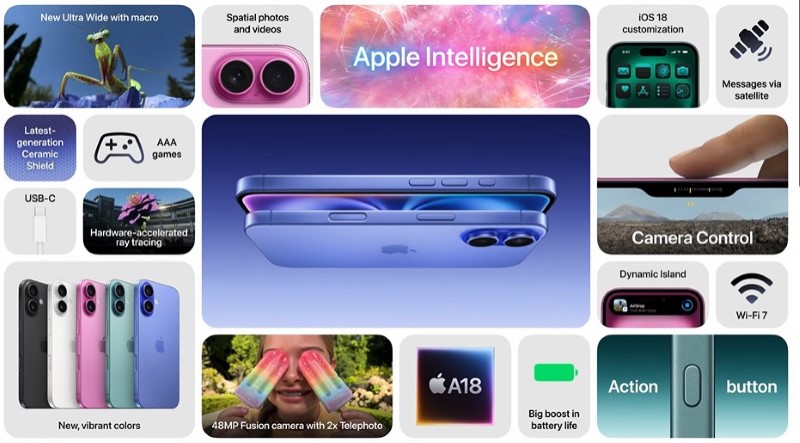 New Ultra Wide with macro
Spatial photos
and videos
Apple Intelligence
iOS 18
customization
Messages via
satellite
Latest-
generation
Ceramic
Shield
AAA
games
USB-C
Hardware-accelerated
ray tracing
Camera Control
1x
Dynamic Island
AirDrop
Wi-Fi 7
New, vibrant colors
48MP Fusion camera with 2x Telephoto
A18
Big boost in
battery life
Action
button